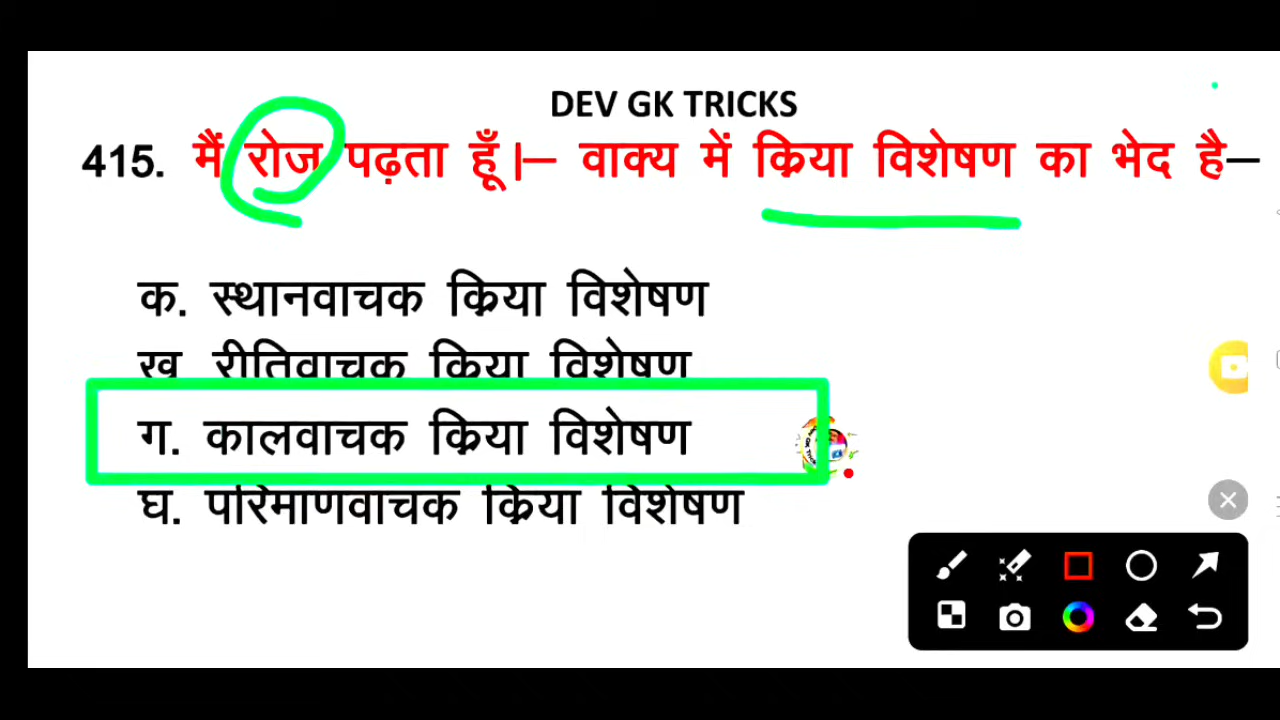 DEV GK TRICKS
415. मैं रोज पढ़ता हूँ|– वाक्य में क्रिया विशेषण का भेद है–
क. स्थानवाचक क्रिया विशेषण
ख. रीतिवाचक क्रिया विशेषण
ग. कालवाचक क्रिया विशेषण
घ. परिमाणवाचक क्रिया विशेषण